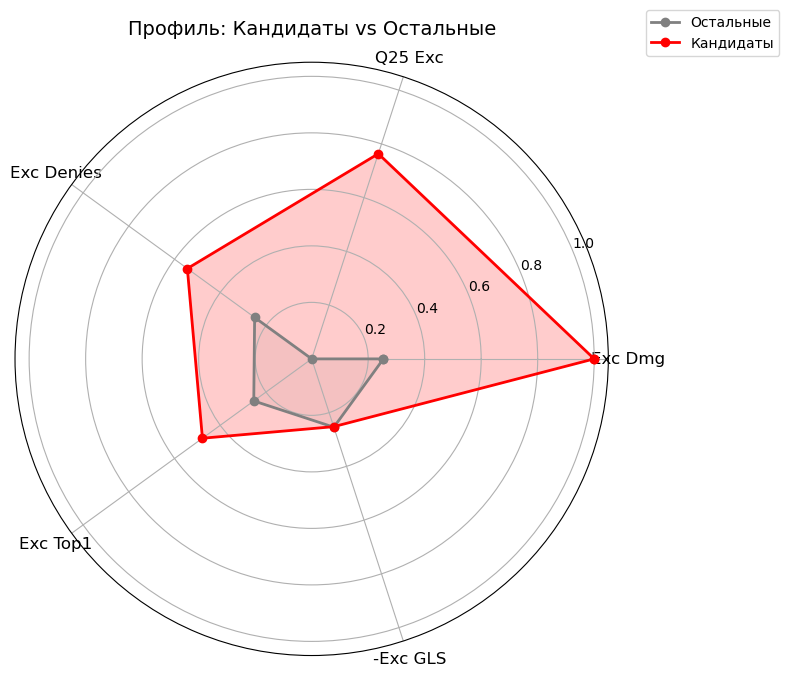 Профиль: Кандидаты vs Остальные
Остальные
Кандидаты
Q25 Exc
Exc Denies
1.0
0.8
0.6
0.4
0.2
Exc Dmg
Exc Top1
-Exc GLS